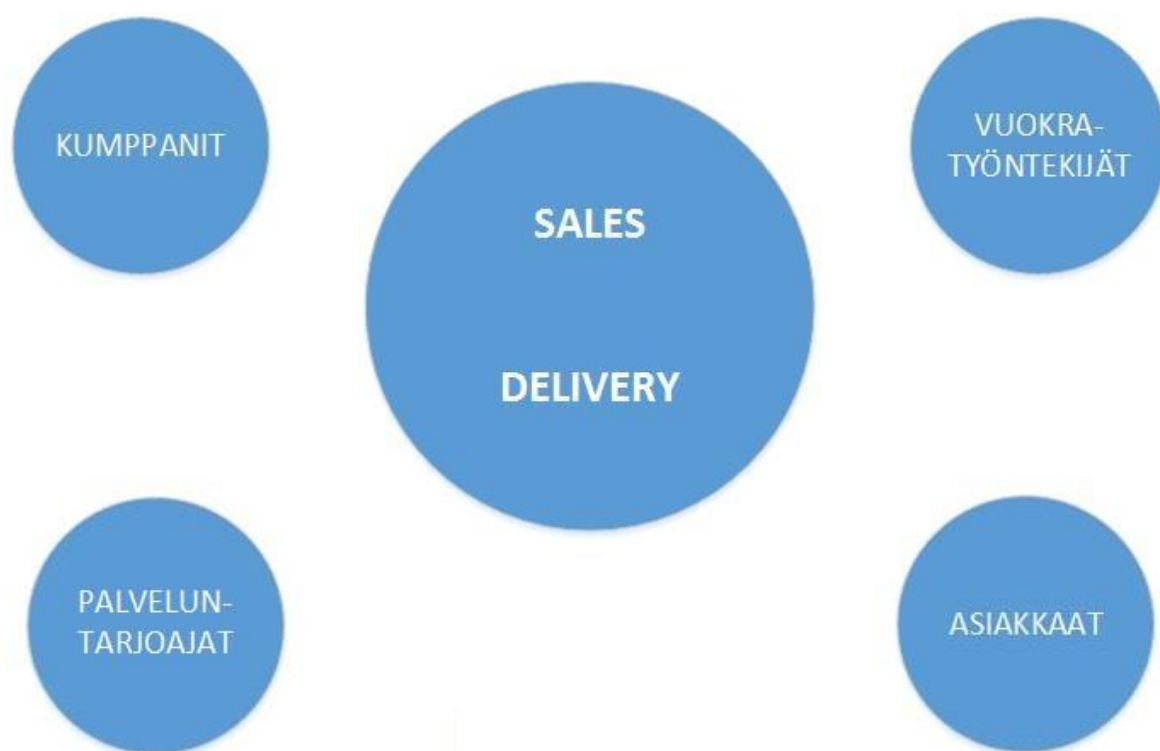 KUMPPANIT
VUOKRA-
TYÖNTEKIJÄT
SALES
DELIVERY
PALVELUN-
TARJOAJAT
ASIAKKAAT